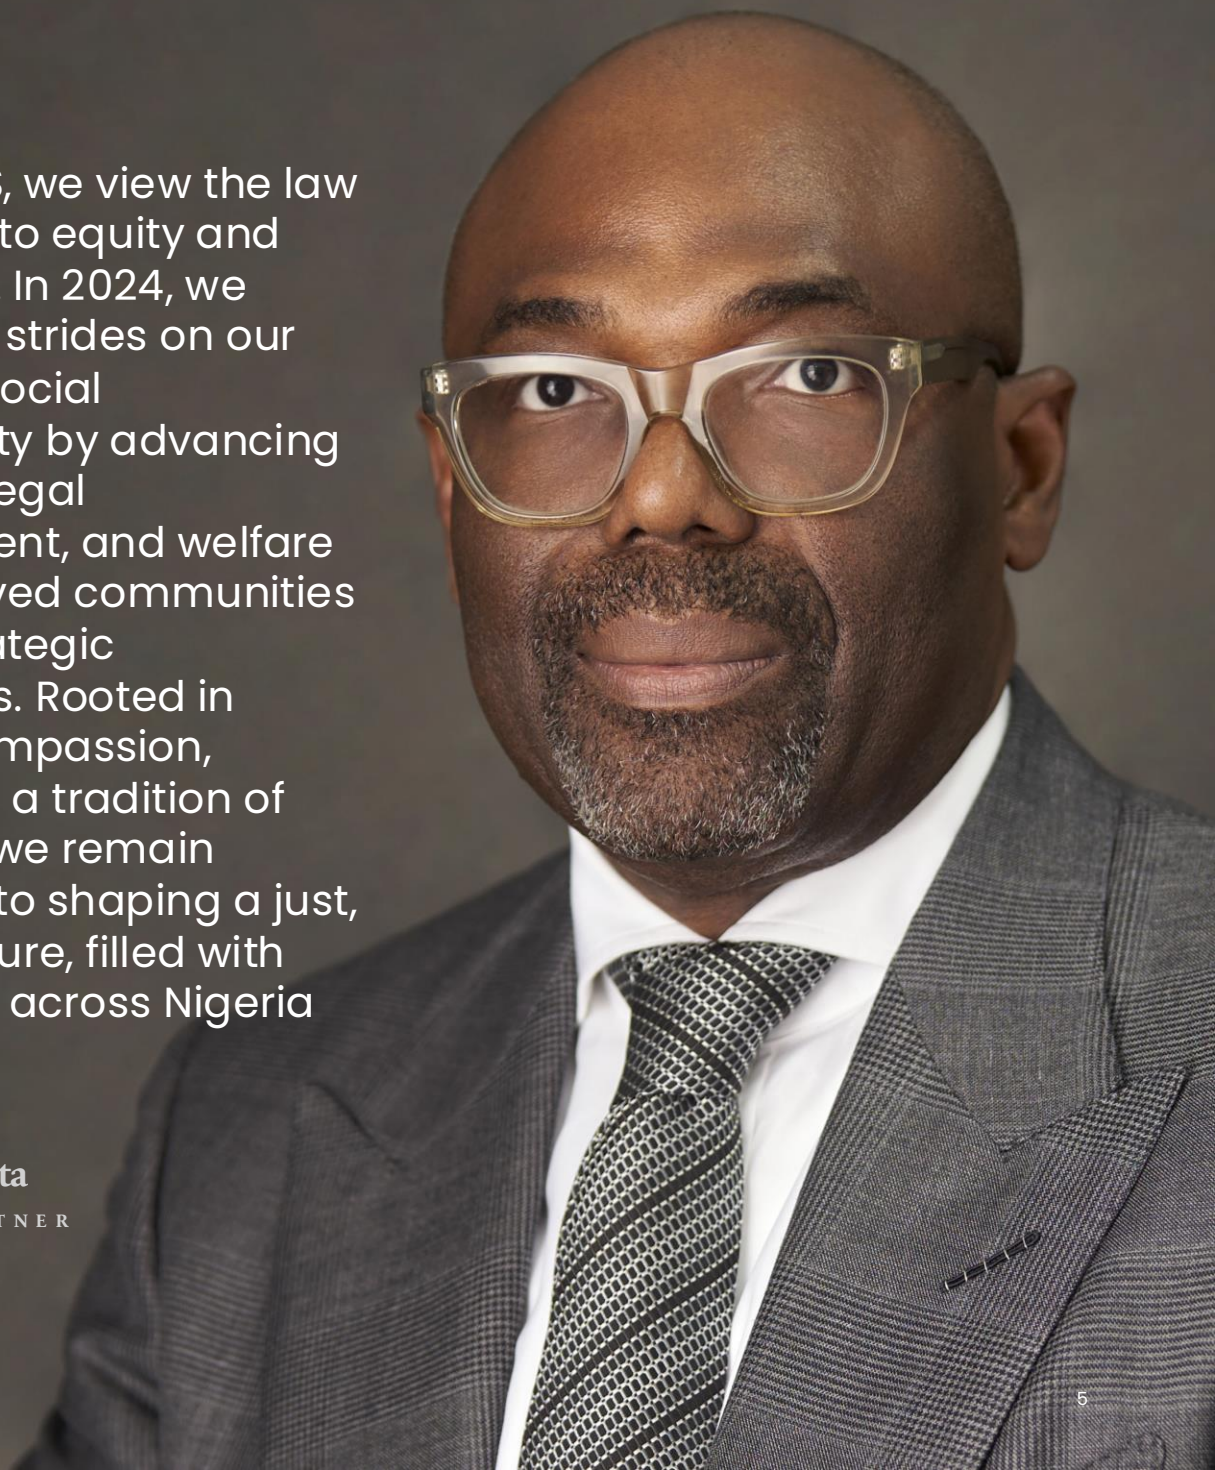 , we view the law
to equity and
In 2024, we
strides on our
ocial
ty by advancing
egal
ent, and welfare
ved communities
ategic
s. Rooted in
mpassion,
a tradition of
we remain
to shaping a just,
ure, filled with
across Nigeria
ta
TNER
5